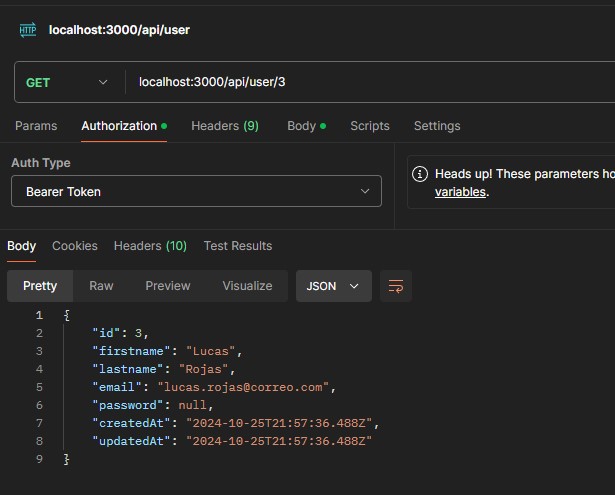 HTTP localhost:3000/api/user
GET localhost:3000/api/user/3
Params Authorization Headers (9) Body Scripts Settings
Auth Type
Bearer Token
Heads up! These parameters
variables.
Body Cookies Headers (10) Test Results
Pretty Raw Preview Visualize JSON
1 {
2 "id": 3,
3 "firstname": "Lucas",
4 "lastname": "Rojas",
5 "email": "lucas.rojas@correo.com",
6 "password": null,
7 "createdAt": "2024-10-25T21:57:36.488Z",
8 "updatedAt": "2024-10-25T21:57:36.488Z"
9 }